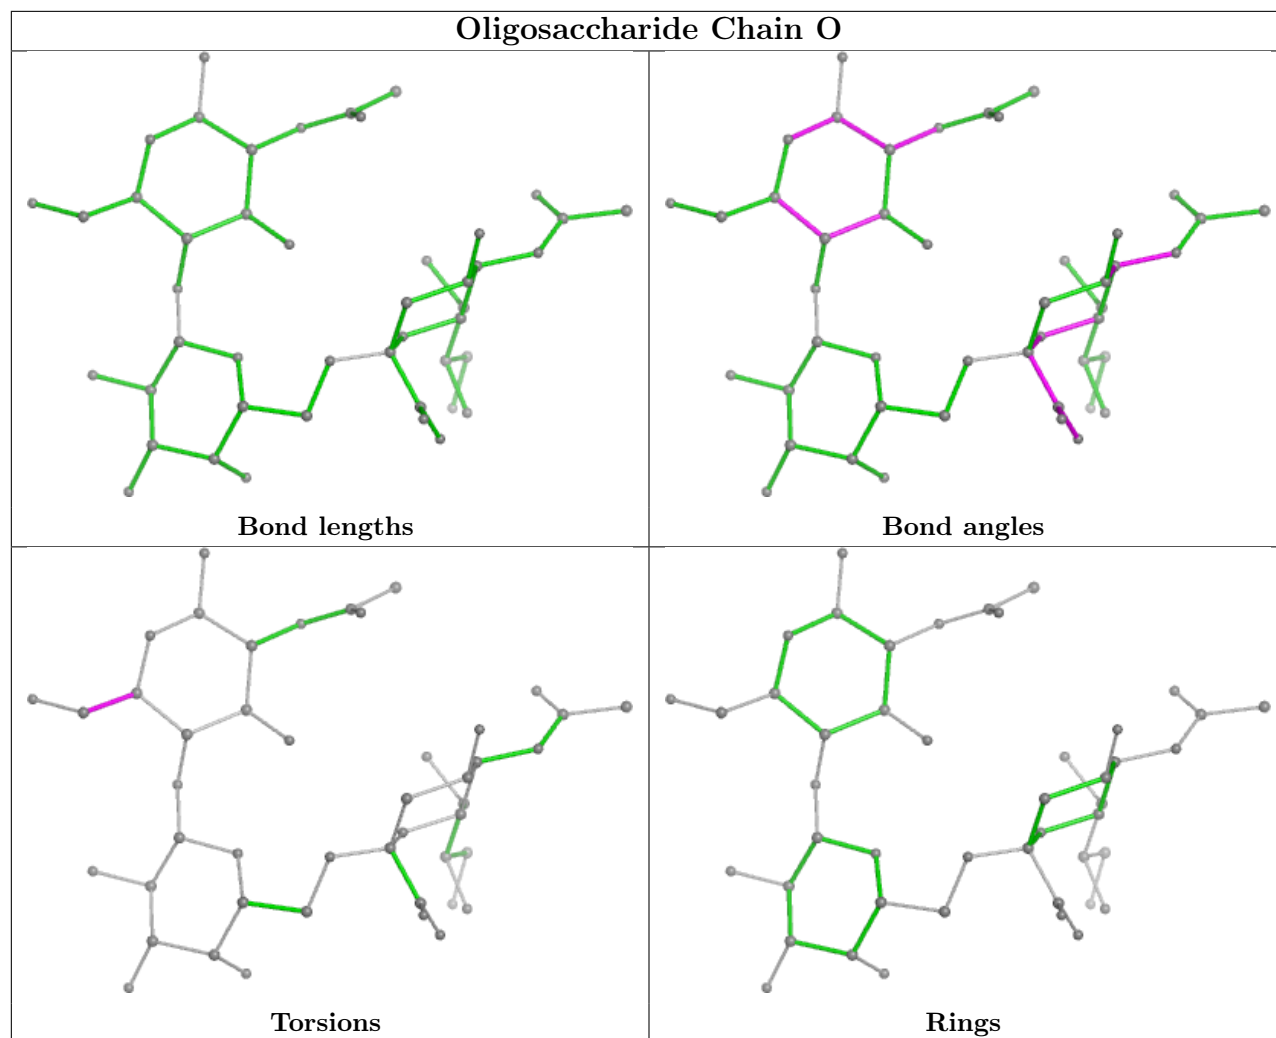 Oligosaccharide Chain O
Bond lengths
Bond angles
Torsions
Rings